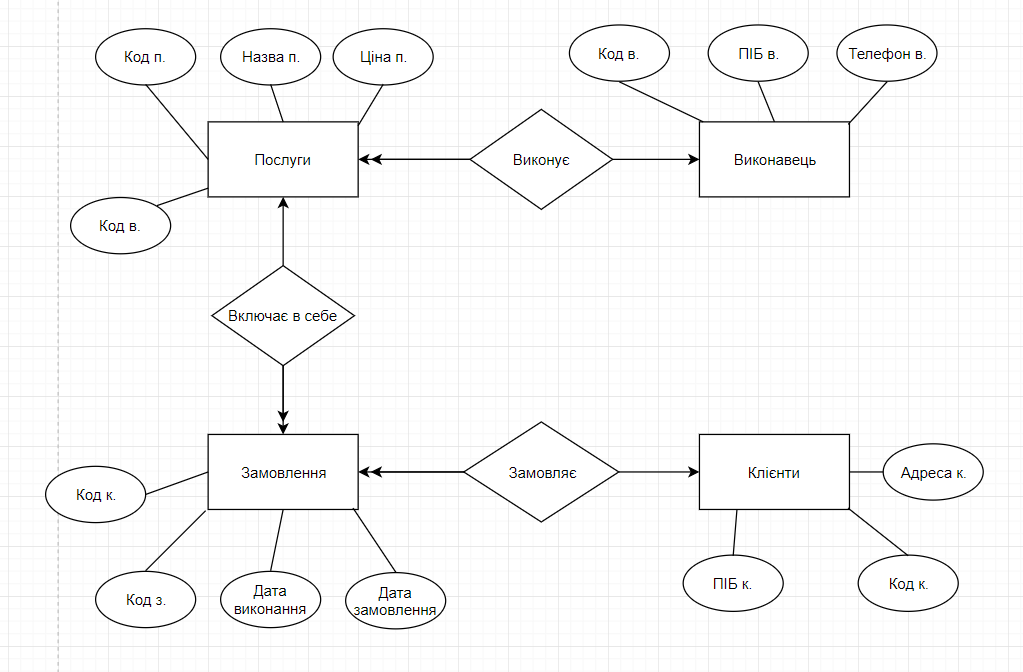 Код п.
Назва п.
Ціна п.
Код в.
ПІБ в.
Телефон в.
Послуги
Виконує
Виконавець
Код в.
Включає в себе
Замовлення
Замовляє
Клієнти
Адреса к.
Код к.
Код з.
Дата
виконання
Дата
замовлення
ПІБ к.
Код к.